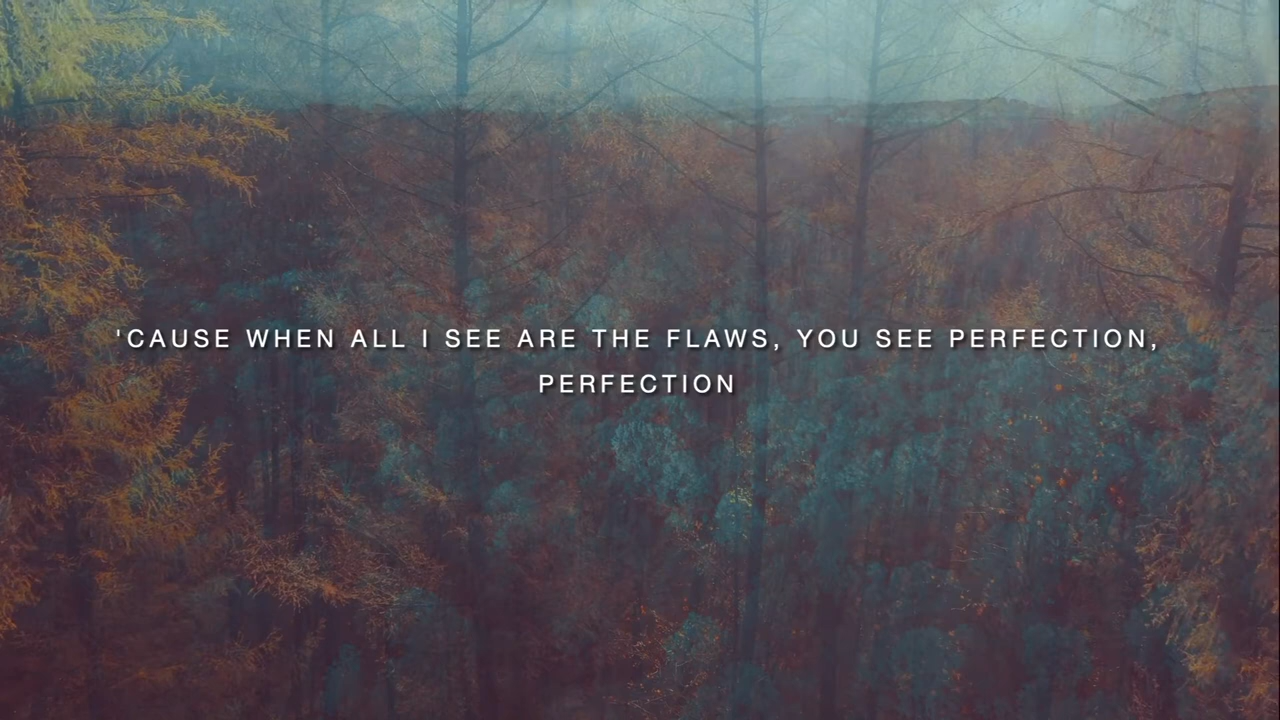 'CAUSE WHEN ALL I SEE ARE THE FLAWS, YOU SEE PERFECTION,
PERFECTION